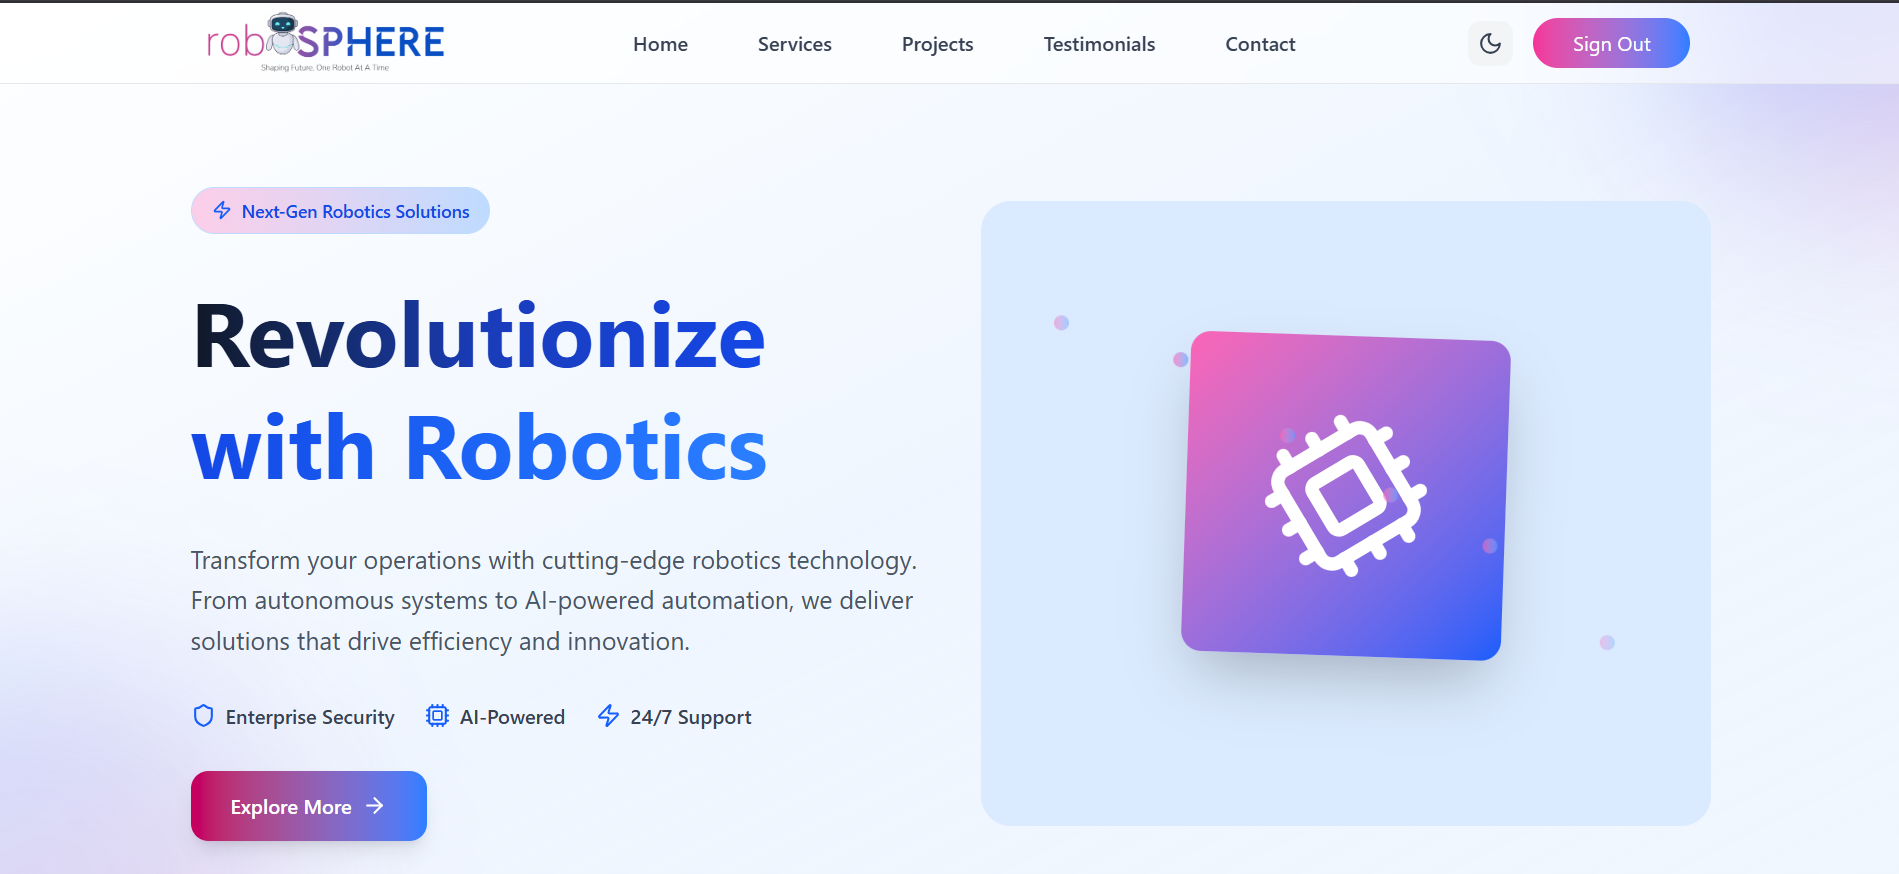 robOSPHERE
Shaping Future, One Robot At A Time
Home
Services
Projects
Testimonials
Contact
Sign Out
Next-Gen Robotics Solutions
Revolutionize
with Robotics
Transform your operations with cutting-edge robotics technology.
From autonomous systems to AI-powered automation, we deliver
solutions that drive efficiency and innovation.
Enterprise Security
AI-Powered
24/7 Support
Explore More